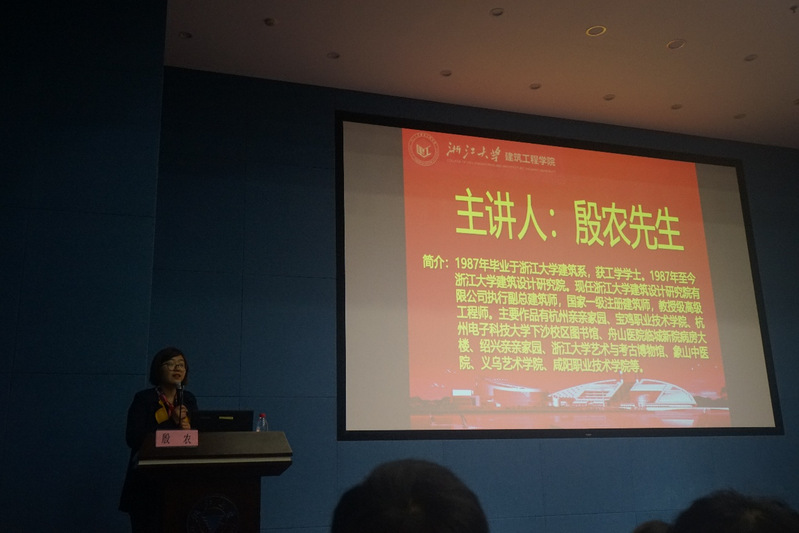 浙江大学 建筑工程学院
主讲人：殷农先生
简介：1987年毕业于浙江大学建筑系，获工学学士。1987年至今
浙江大学建筑设计研究院。现任浙江大学建筑设计研究院有
限公司执行副总建筑师，国家一级注册建筑师，教授级高级
工程师。主要作品有杭州亲亲家园、宝鸡职业技术学院、杭
州电子科技大学下沙校区图书馆、舟山医院临城新院病房大
楼、绍兴亲亲家园、浙江大学艺术与考古博物馆、象山中医
院、义乌艺术学院、咸阳职业技术学院等。
殷 农